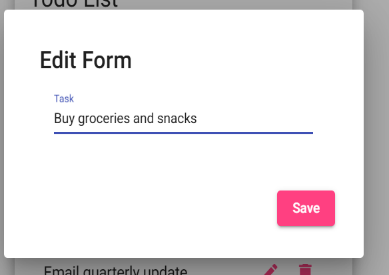 Todo List
Edit Form
Task
Buy groceries and snacks
Save
Email quarterly update